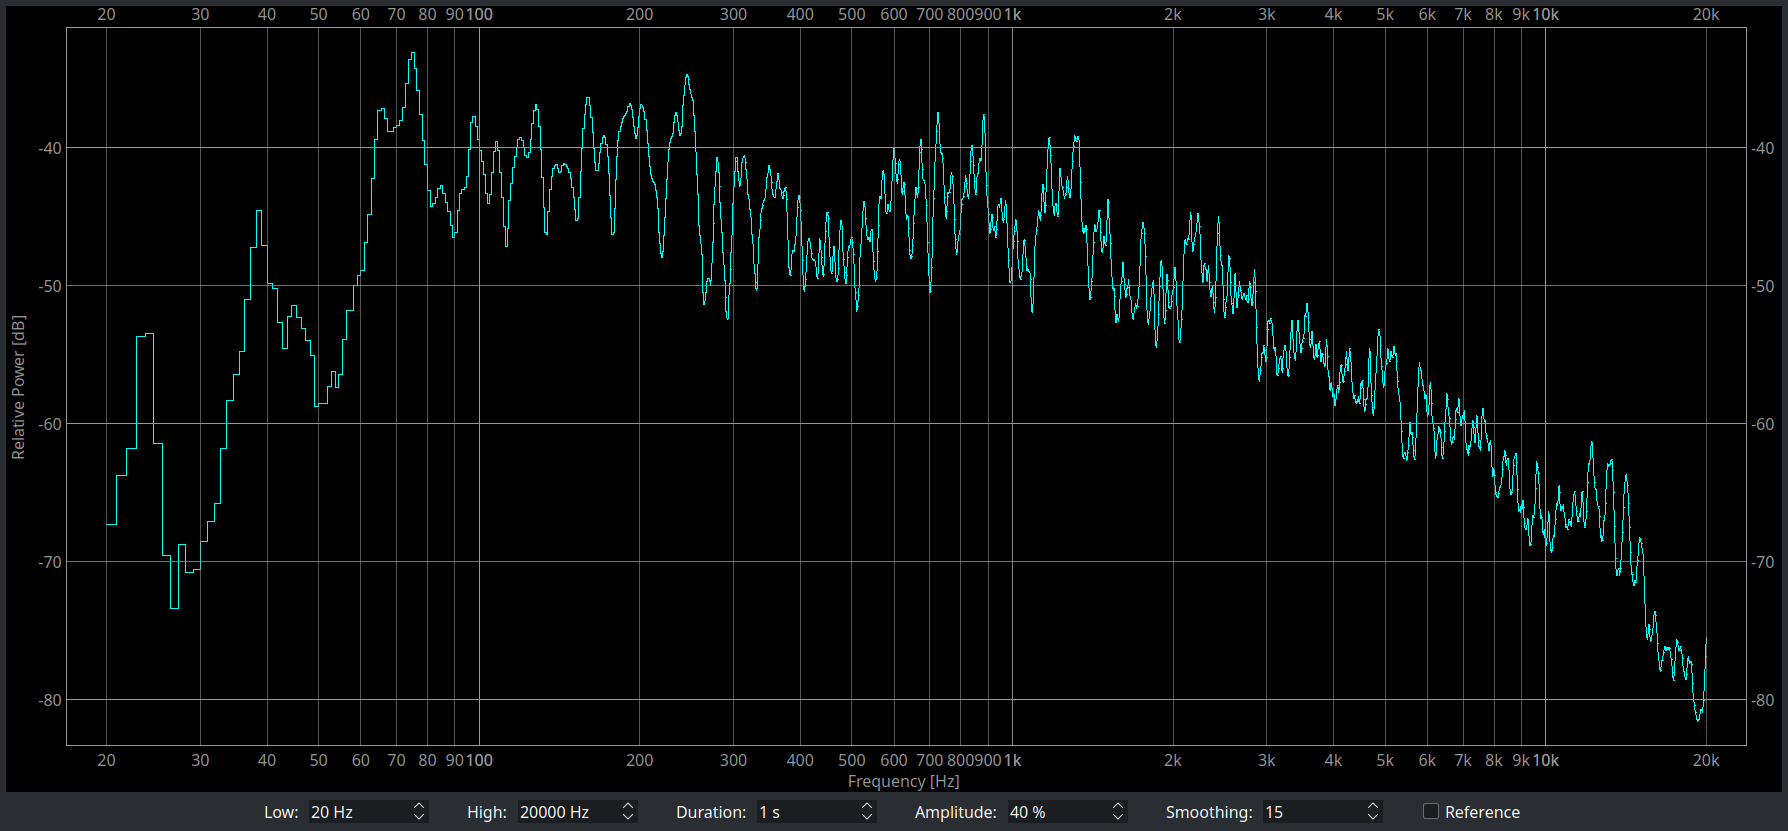 20 30 40 50 60 70 80 90 100 200 300 400 500 600 700 800 900 1k 2k 3k 4k 5k 6k 7k 8k 9k 10k 20k
-40 -40
-50 -50
Relative Power [dB]
-60 -60
-70 -70
-80 -80
20 30 40 50 60 70 80 90 100 200 300 400 500 600 700 800 900 1k 2k 3k 4k 5k 6k 7k 8k 9k 10k 20k
Frequency [Hz]
Low: 20 Hz High: 20000 Hz Duration: 1 s Amplitude: 40 % Smoothing: 15 Reference